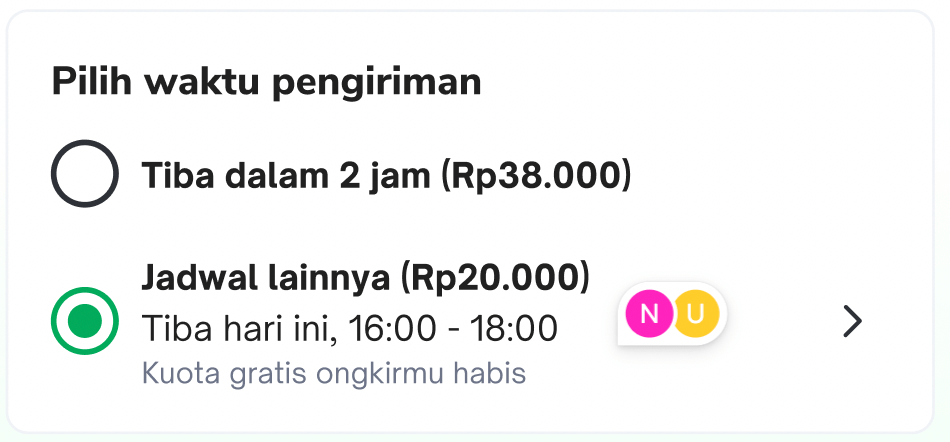 Pilih waktu pengiriman
Tiba dalam 2 jam (Rp38.000)
Jadwal lainnya (Rp20.000)
Tiba hari ini, 16:00 - 18:00
N U
Kuota gratis ongkirmu habis